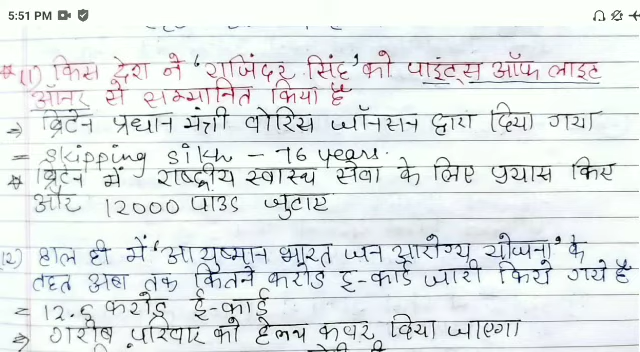 5:51 PM
* (11) किस देश ने 'राजिंदर सिंह' को पाइंट्स ऑफ लाइट
ऑनर से सम्मानित किया है
→ ब्रिटेन प्रधान मंत्री वोरिस जॉनसन द्वारा दिया गया
= skipping sikh - 76 years.
* ब्रिटेन में राष्ट्रीय स्वास्थ सेवा के लिए प्रयास किए
और 12000 पाउंड जुटाए
(12) हाल ही में 'आयुष्मान भारत जन आरोग्य योजना' के
तहत अब तक कितने करोड़ ई-कार्ड जारी किये गये है
= 12.6 करोड़ ई-कार्ड
⇒ गरीब परिवार को हेल्थ कवर दिया जाएगा